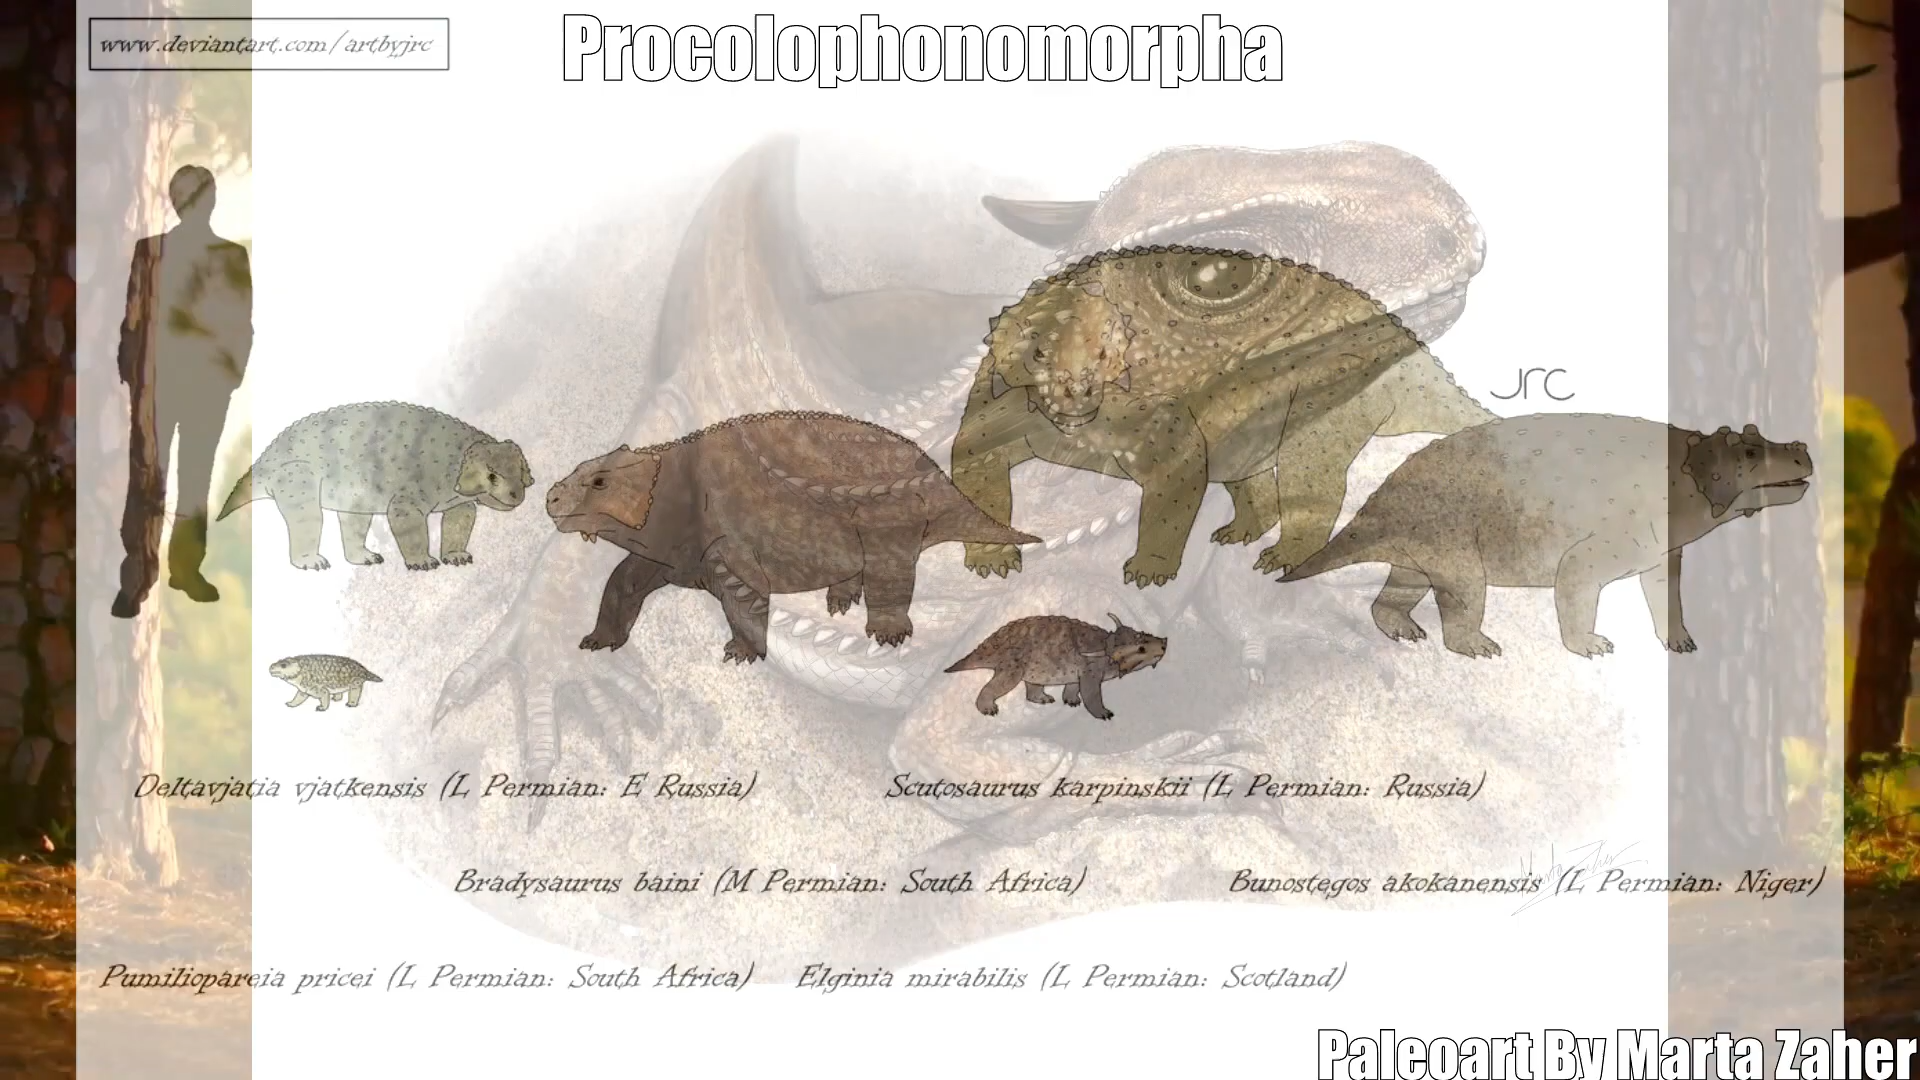 www.deviantart.com/artbyjrc
Procolophonomorpha
JrC
Deltavjatia vjatkensis (L Permian: E Russia)
Scutosaurus karpinskii (L Permian: Russia)
Bradysaurus baini (M Permian: South Africa)
Bunostegos akokanensis (L Permian: Niger)
Pumiliopareia pricei (L Permian: South Africa)
Elginia mirabilis (L Permian: Scotland)
Paleoart By Marta Zaher